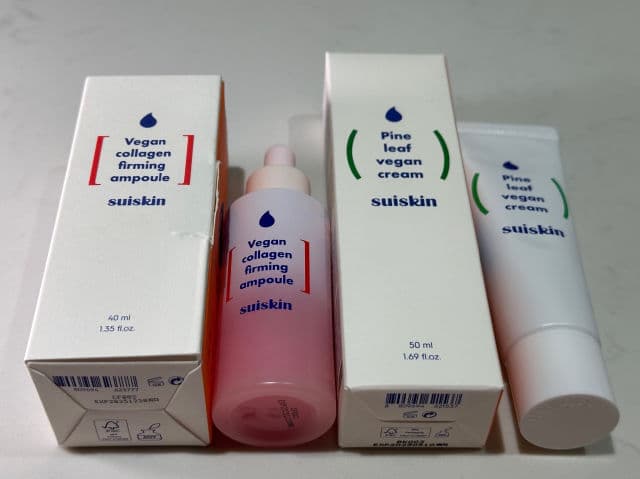 Vegan
collagen
firming
ampoule
suiskin
40 ml
1.35 fl.oz.
Vegan
collagen
firming
ampoule
suiskin
Pine
leaf
vegan
cream
suiskin
50 ml
1.69 fl.oz.
Pine
leaf
vegan
cream
suiskin
FSC